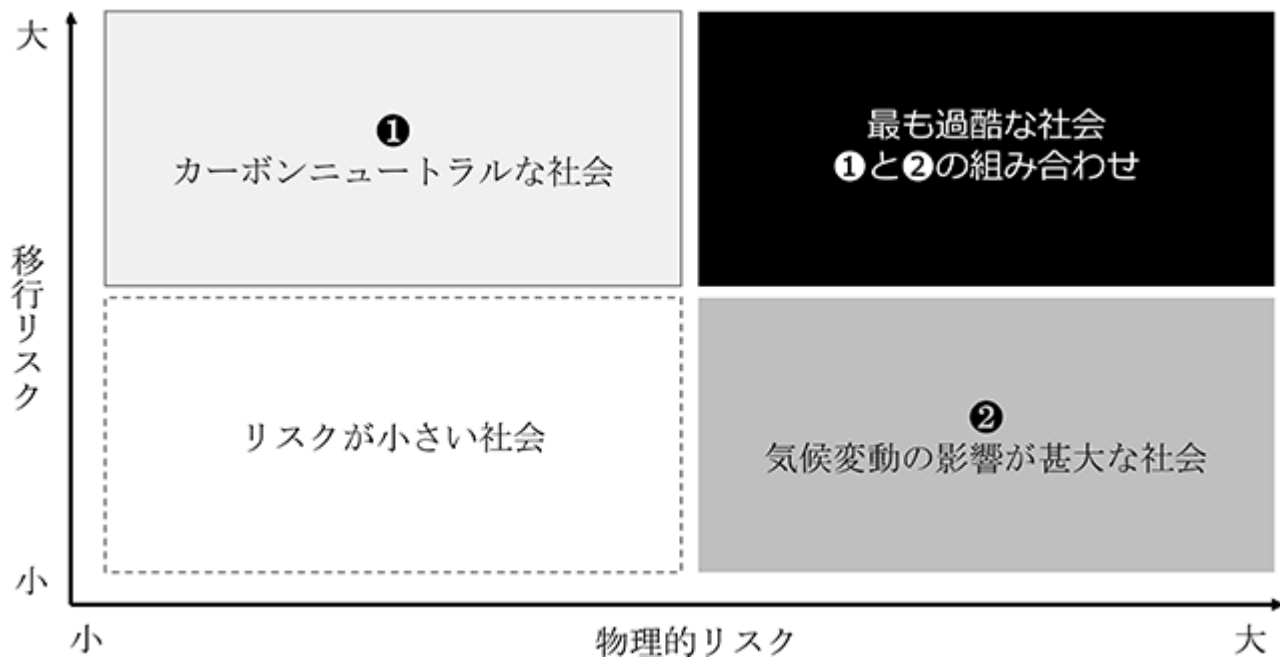 大
❶
カーボンニュートラルな社会
最も過酷な社会
❶と❷の組み合わせ
移行リスク
リスクが小さい社会
❷
気候変動の影響が甚大な社会
小
小
物理的リスク
大